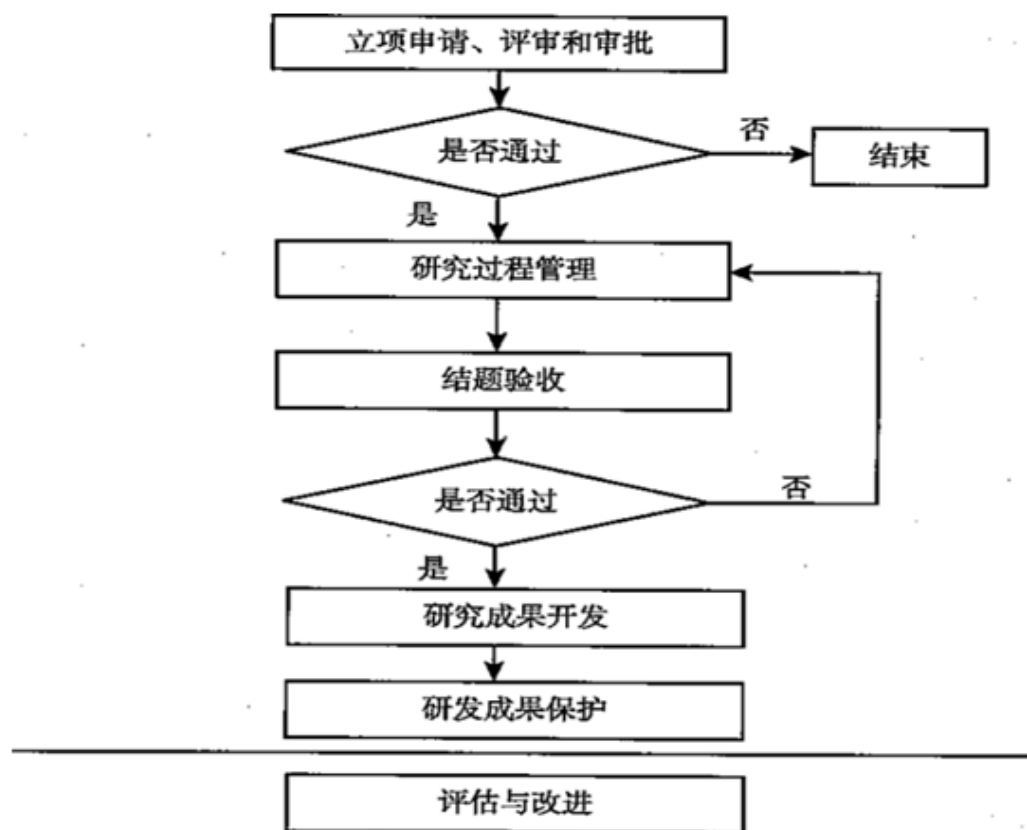 立项申请、评审和审批
是否通过
否
结束
是
研究过程管理
结题验收
是否通过
否
是
研究成果开发
研发成果保护
评估与改进